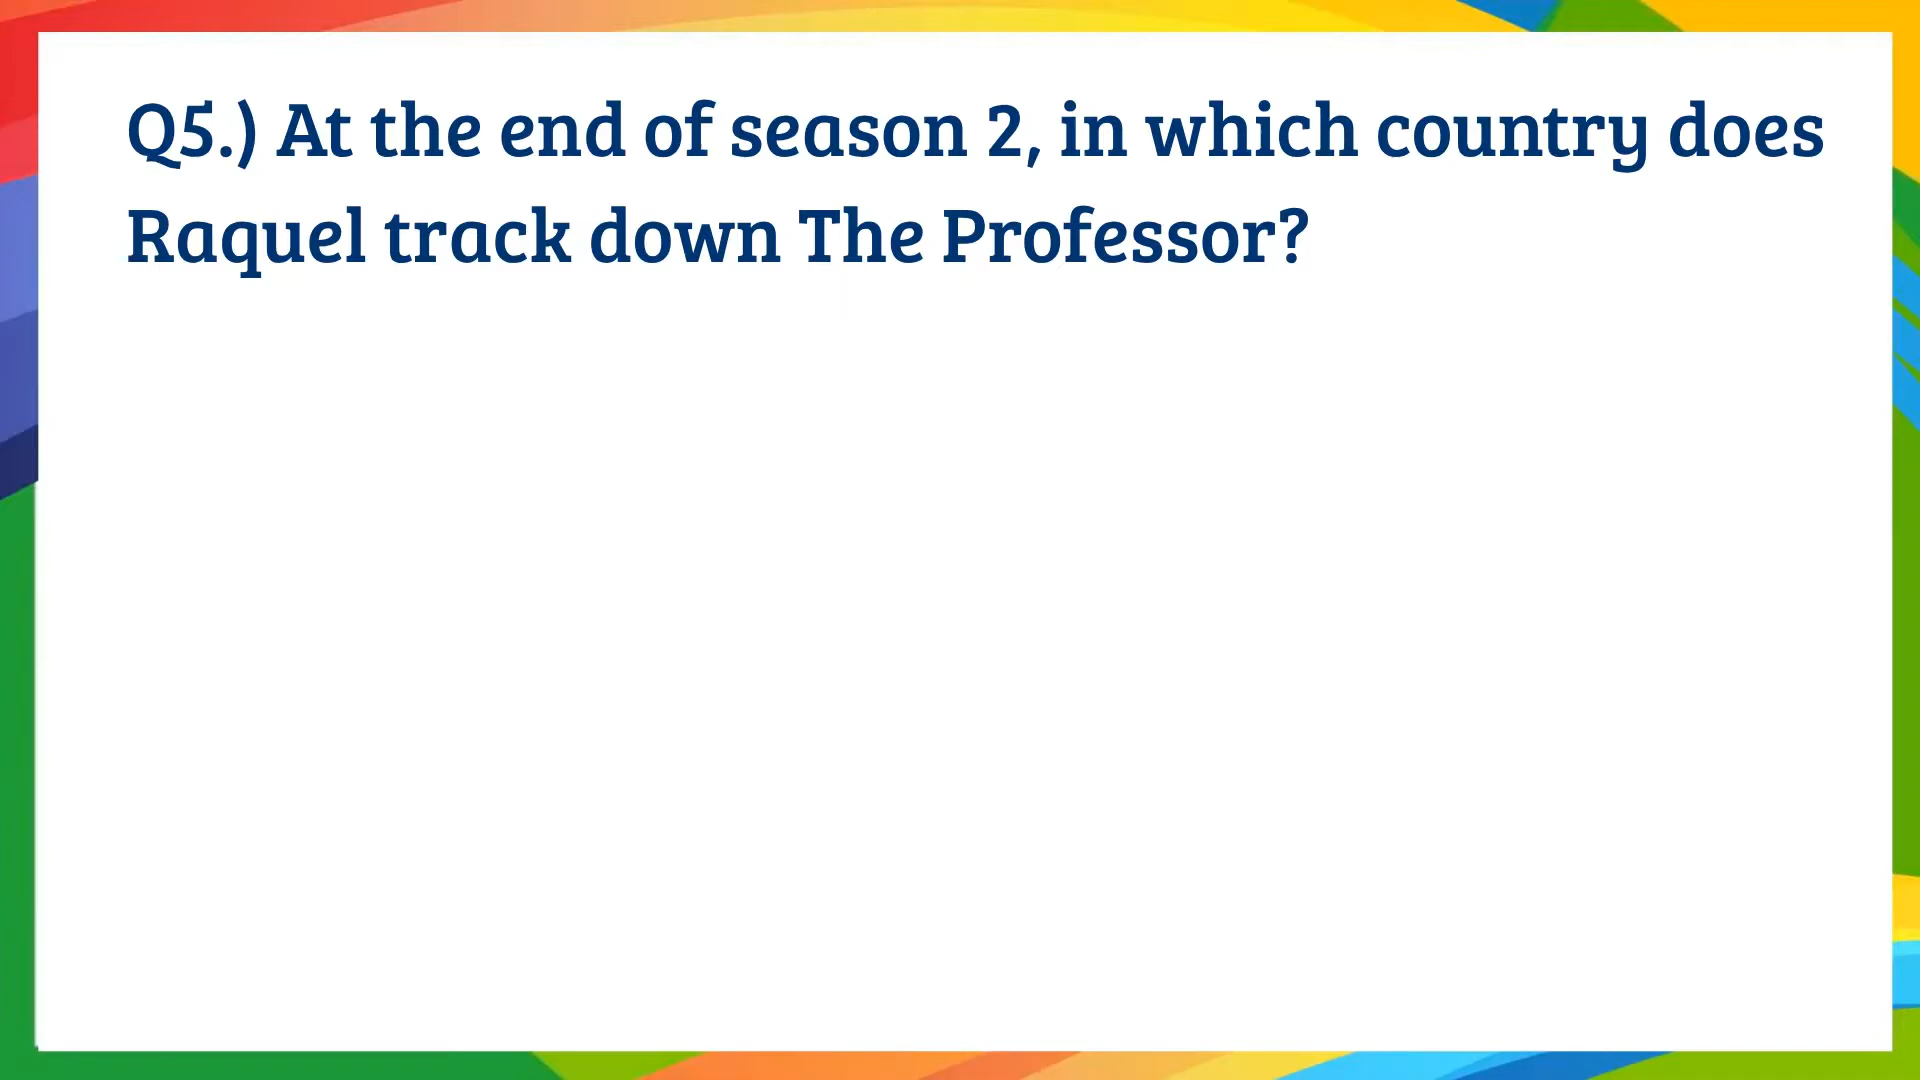 Q5.) At the end of season 2, in which country does
Raquel track down The Professor?